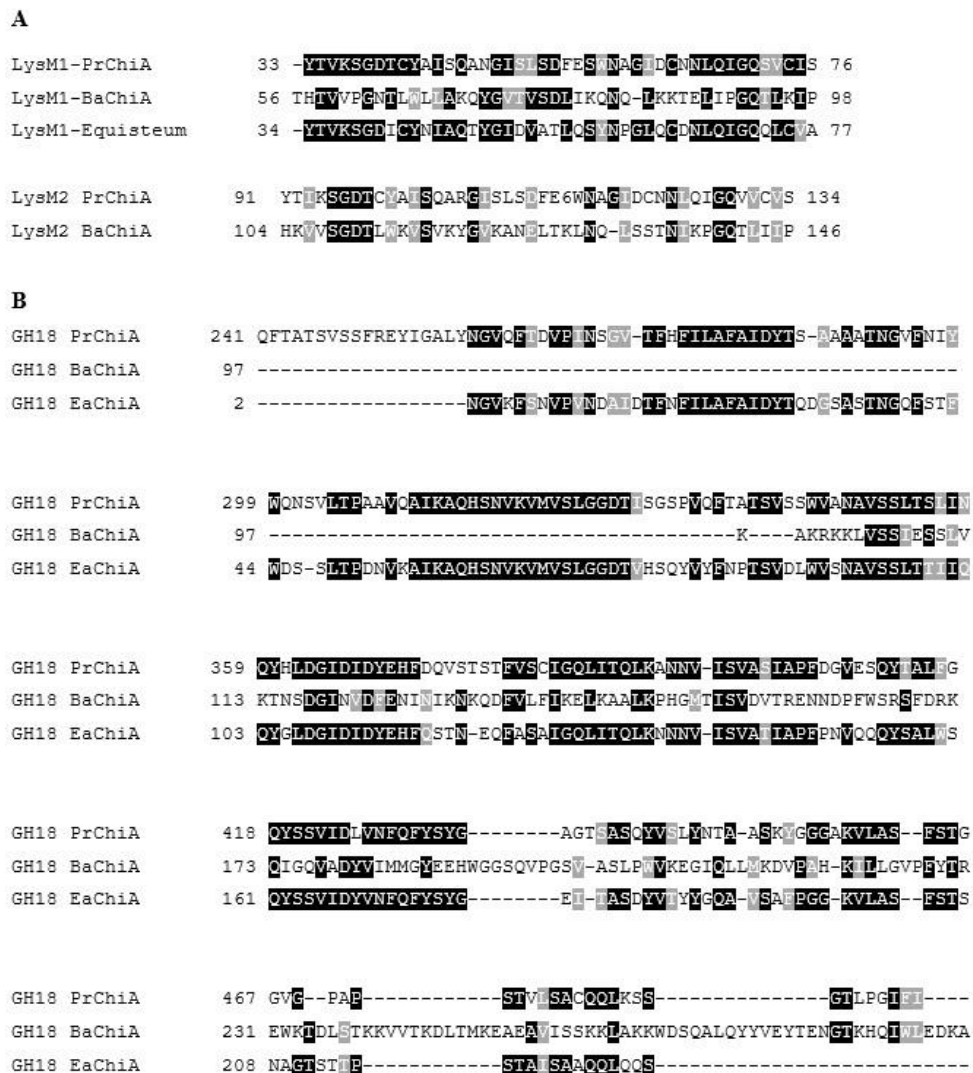 A
LysM1-PrChiA 33 -YTVKSGDTCYAISQANGISLSDFESWNAGIDCNNLQIGQSVCIS 76
LysM1-BaChiA 56 THTVVPGNTLWLLAKQYGVTVSDLIKQNQ-LKKTELIPGQTLKIP 98
LysM1-Equisteum 34 -YTVKSGDICYNIAQTYGIDVATLQSYNPGLQCDNLQIGQQLCVA 77
LysM2 PrChiA 91 YTIKSGDTCYAISQARGISLSDFE6WNAGIDCNNLQIGQVVCVS 134
LysM2 BaChiA 104 HKVVSGDTLWKVSVKYGVKANELTKLNQ-LSSTNIKPGQTLIIP 146
B
GH18 PrChiA 241 QFTATSVSSFREYIGALYNGVQFTDVPINSGV-TFHFILAFAIDYTS-AAAATNGVFNIY
GH18 BaChiA 97 ------------------------------------------------------------
GH18 EaChiA 2 ------------------NGVKFSNVPVNDAIDTFNFILAFAIDYTQDGSASTNGQFSTF
GH18 PrChiA 299 WQNSVLTPAAVQAIKAQHSNVKVMVSLGGDTISGSPVQFTATSVSSWVANAVSSLTSLIN
GH18 BaChiA 97 ----------------------------------------K----AKRKKLVSSIESSLV
GH18 EaChiA 44 WDS-SLTPDNVKAIKAQHSNVKVMVSLGGDTVHSQYVYFNPTSVDLWVSNAVSSLTTIIQ
GH18 PrChiA 359 QYHLDGIDIDYEHFDQVSTSTFVSCIGQLITQLKANNV-ISVASIAPFDGVESQYTALFG
GH18 BaChiA 113 KTNSDGINVDFENINIKNKQDFVLFIKELKAALKPHGMTISVDVTRENNDPFWSRSFDRK
GH18 EaChiA 103 QYGLDGIDIDYEHFQSTN-EQFASAIGQLITQLKNNNV-ISVATIAPFPNVQQQYSALWS
GH18 PrChiA 418 QYSSVIDLVNFQFYSYG--------AGTSASQYVSLYNTA-ASKYGGGAKVLAS--FSTG
GH18 BaChiA 173 QIGQVADYVIMMGYEEHWGGSQVPGSV-ASLPWVKEGIQLLMKDVPAH-KILLGVPFYTR
GH18 EaChiA 161 QYSSVIDYVNFQFYSYG--------EI-TASDYVTYYGQA-VSAFPGG-KVLAS--FSTS
GH18 PrChiA 467 GVG--PAP------------STVLSACQQLKSS---------------GTLPGIFI----
GH18 BaChiA 231 EWKTDLSTKKVVTKDLTMKEAEAVISSKKLAKKWDSQALQYYVEYTENGTKHQIWLEDKA
GH18 EaChiA 208 NAGTSTTP------------STAISAAQQLQQS---------------------------